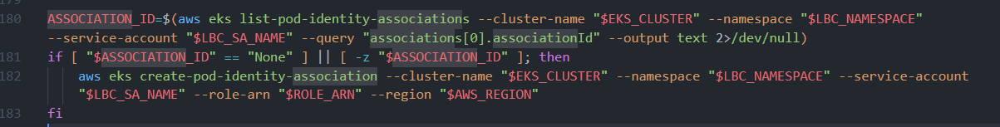 180 ASSOCIATION_ID=$(aws eks list-pod-identity-associations --cluster-name "$EKS_CLUSTER" --namespace "$LBC_NAMESPACE"
--service-account "$LBC_SA_NAME" --query "associations[0].associationId" --output text 2>/dev/null)
181 if [ "$ASSOCIATION_ID" == "None" ] || [ -z "$ASSOCIATION_ID" ]; then
182 aws eks create-pod-identity-association --cluster-name "$EKS_CLUSTER" --namespace "$LBC_NAMESPACE" --service-account
"$LBC_SA_NAME" --role-arn "$ROLE_ARN" --region "$AWS_REGION"
183 fi